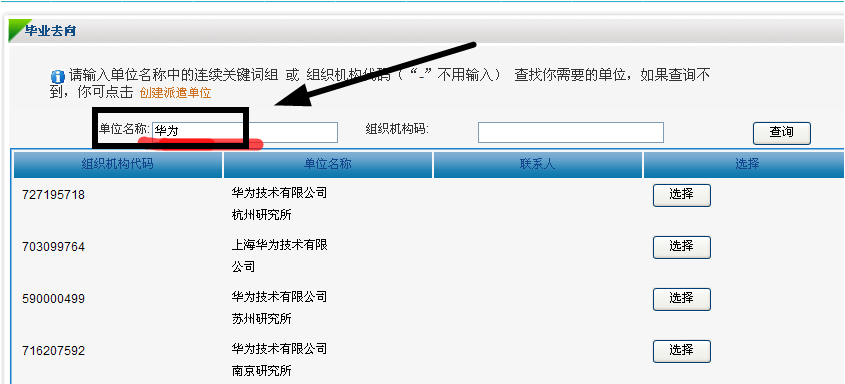 毕业去向
请输入单位名称中的连续关键词组 或 组织机构代码（“-”不用输入） 查找你需要的单位，如果查询不
到，你可点击 创建派遣单位
单位名称: 华为 组织机构码: 查询
组织机构代码 单位名称 联系人 选择
727195718 华为技术有限公司 选择
杭州研究所
703099764 上海华为技术有限 选择
公司
590000499 华为技术有限公司 选择
苏州研究所
716207592 华为技术有限公司 选择
南京研究所